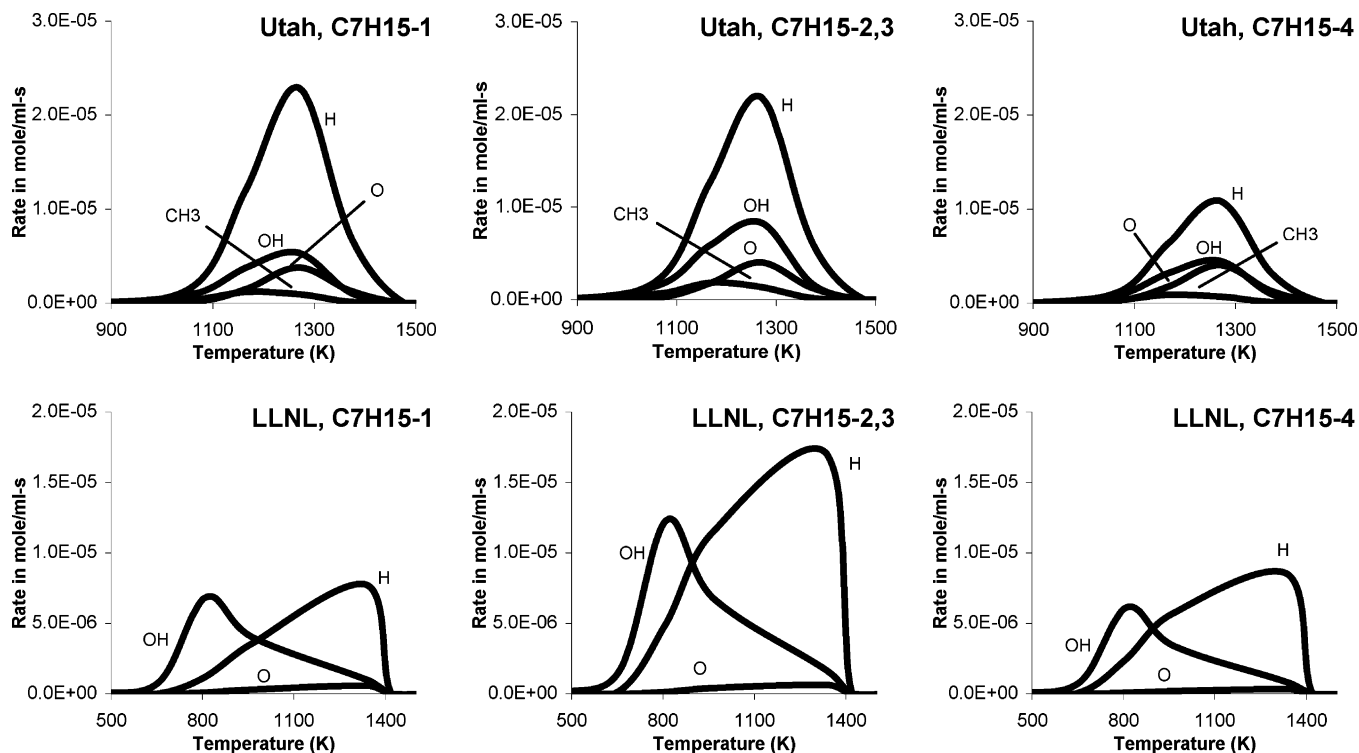 Utah, C7H15-1
Rate in mole/ml-s
3.0E-05
2.0E-05
1.0E-05
0.0E+00
H
O
CH3
OH
900 1100 1300 1500
Temperature (K)
Utah, C7H15-2,3
Rate in mole/ml-s
3.0E-05
2.0E-05
1.0E-05
0.0E+00
H
CH3
OH
O
900 1100 1300 1500
Temperature (K)
Utah, C7H15-4
Rate in mole/ml-s
3.0E-05
2.0E-05
1.0E-05
0.0E+00
H
O
OH
CH3
900 1100 1300 1500
Temperature (K)
LLNL, C7H15-1
Rate in mole/ml-s
2.0E-05
1.5E-05
1.0E-05
5.0E-06
0.0E+00
H
OH
O
500 800 1100 1400
Temperature (K)
LLNL, C7H15-2,3
Rate in mole/ml-s
2.0E-05
1.5E-05
1.0E-05
5.0E-06
0.0E+00
H
OH
O
500 800 1100 1400
Temperature (K)
LLNL, C7H15-4
Rate in mole/ml-s
2.0E-05
1.5E-05
1.0E-05
5.0E-06
0.0E+00
H
OH
O
500 800 1100 1400
Temperature (K)